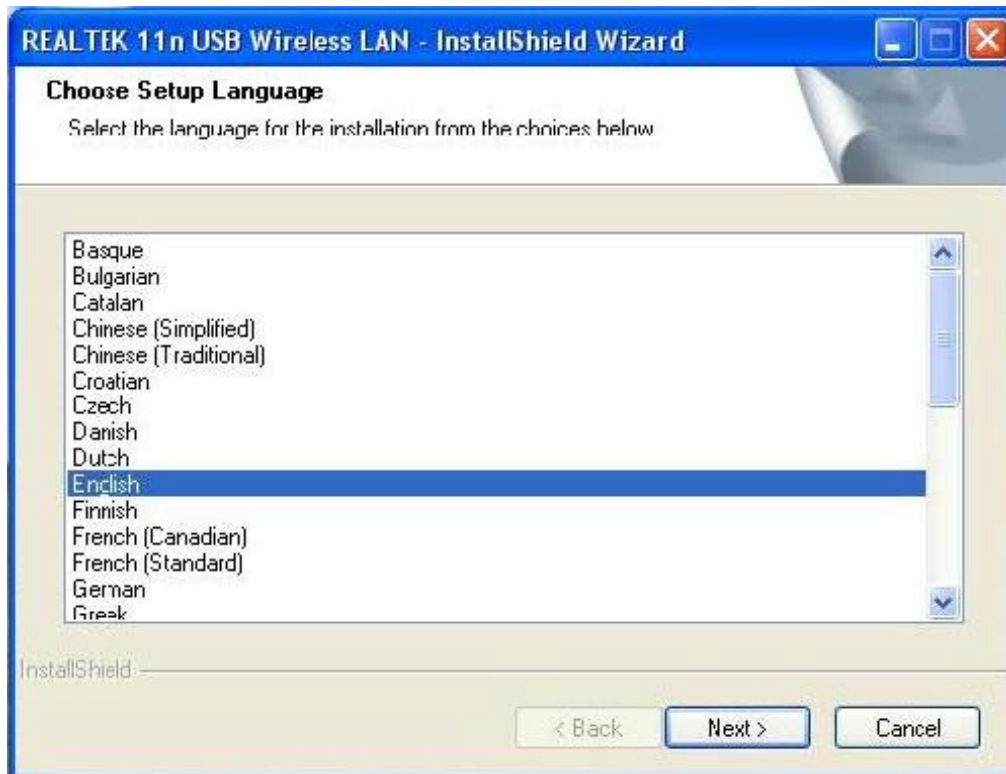 REALTEK 11n USB Wireless LAN - InstallShield Wizard
Choose Setup Language
Select the language for the installation from the choices below
Basque
Bulgarian
Catalan
Chinese (Simplified)
Chinese (Traditional)
Croatian
Czech
Danish
Dutch
English
Finnish
French (Canadian)
French (Standard)
German
Greek
InstallShield
< Back
Next >
Cancel